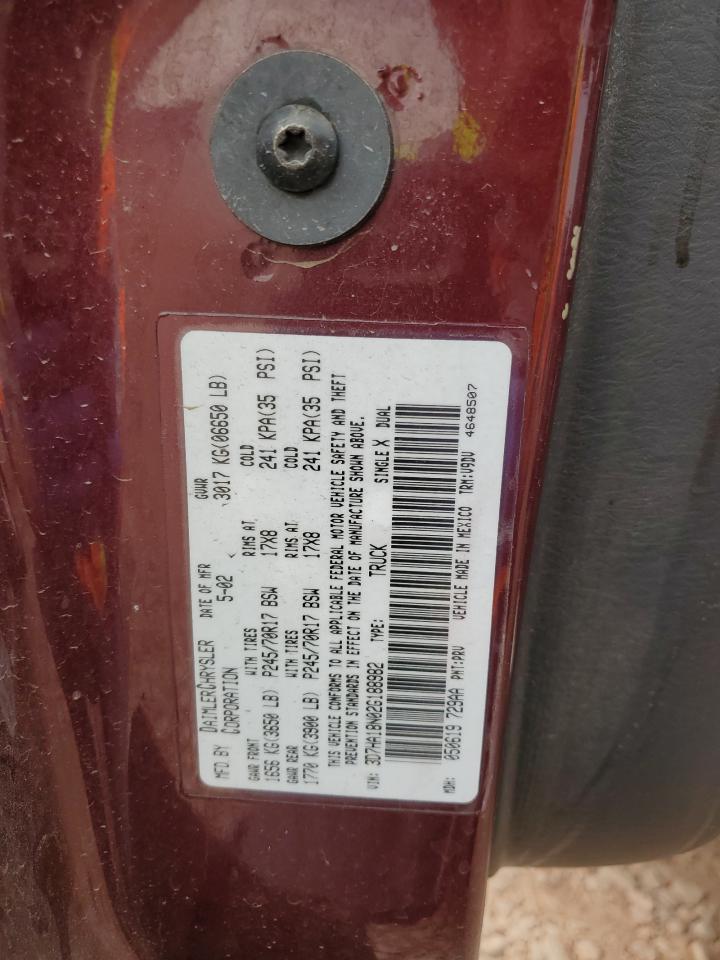 MFD BY DAIMLERCHRYSLER CORPORATION DATE OF MFR 5-02 GVWR 3017 KG(06650 LB)
GAWR FRONT WITH TIRES RIMS AT COLD
1656 KG(3650 LB) P245/70R17 BSW 17X8 241 KPA(35 PSI)
GAWR REAR WITH TIRES RIMS AT COLD
1770 KG(3900 LB) P245/70R17 BSW 17X8 241 KPA(35 PSI)
THIS VEHICLE CONFORMS TO ALL APPLICABLE FEDERAL MOTOR VEHICLE SAFETY AND THEFT
PREVENTION STANDARDS IN EFFECT ON THE DATE OF MANUFACTURE SHOWN ABOVE.
VIN: 3D7HA18N02G188982 TYPE: TRUCK SINGLE X DUAL
MDH: 050619 729AA PNT:PRV VEHICLE MADE IN MEXICO TRM:V9DV
4648507